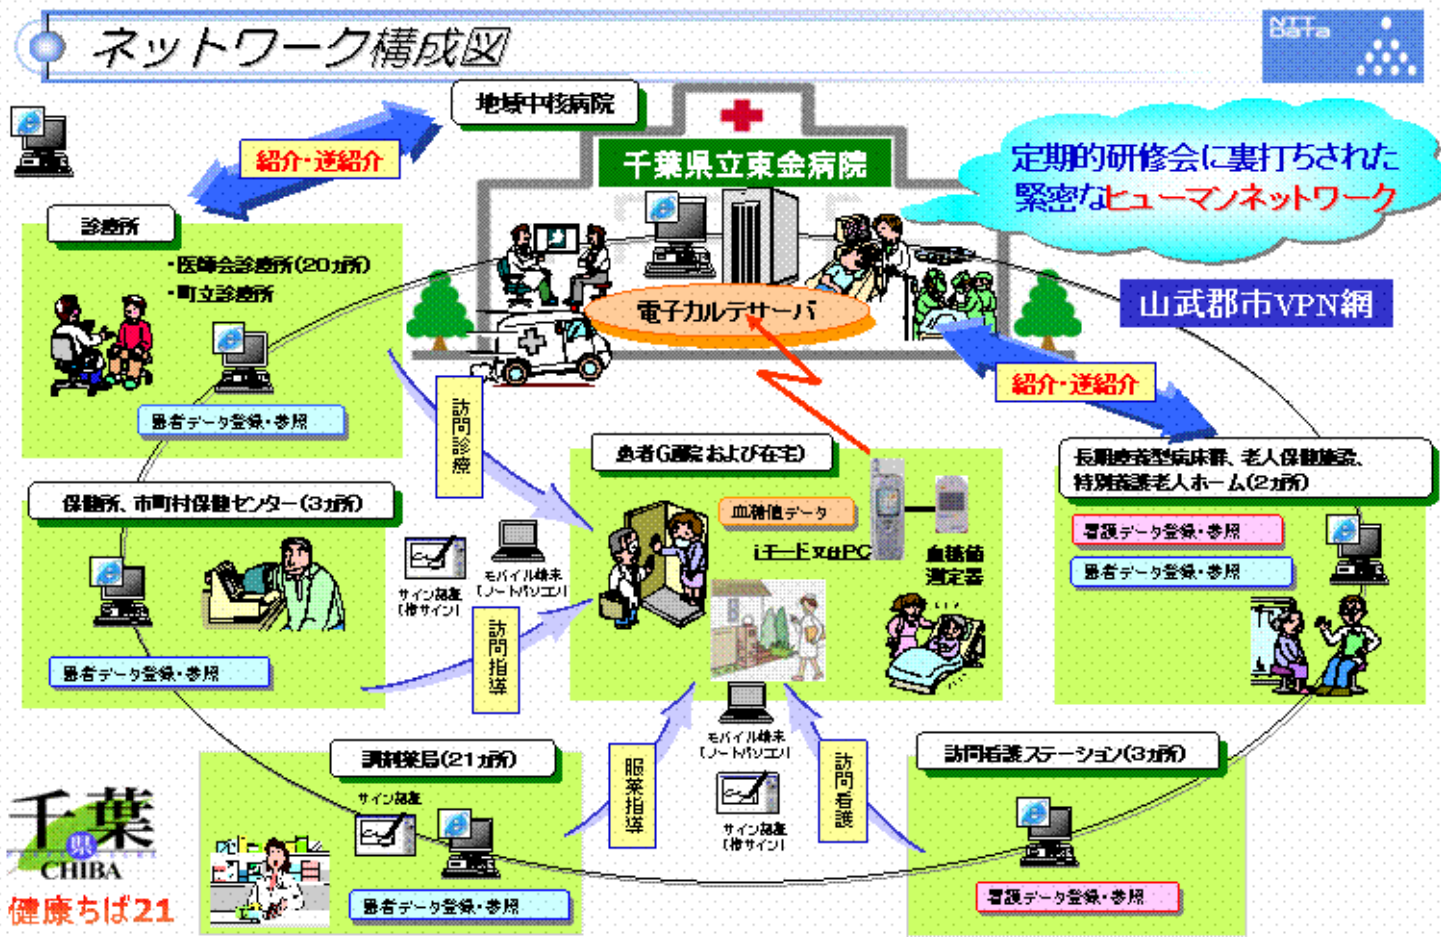 ネットワーク構成図
NTT Data
地域中核病院
紹介・逆紹介
千葉県立東金病院
定期的研修会に裏打ちされた
緊密なヒューマンネットワーク
診療所
・医師会診療所(20カ所)
・町立診療所
電子カルテサーバ
山武郡市VPN網
紹介・逆紹介
患者データ登録・参照
訪問診療
患者(通院および在宅)
長期療養型病床群、老人保健施設、
特別養護老人ホーム(2カ所)
保健所、市町村保健センター(3カ所)
血糖値データ
iモード又はPC
血糖値
測定器
看護データ登録・参照
患者データ登録・参照
サイン認証
(楕サイン)
モバイル端末
(ノートパソコン)
訪問指導
患者データ登録・参照
モバイル端末
(ノートパソコン)
調剤薬局(21カ所)
訪問看護ステーション(3カ所)
サイン認証
服薬指導
訪問看護
サイン認証
千葉
県
CHIBA
健康ちば21
患者データ登録・参照
看護データ登録・参照